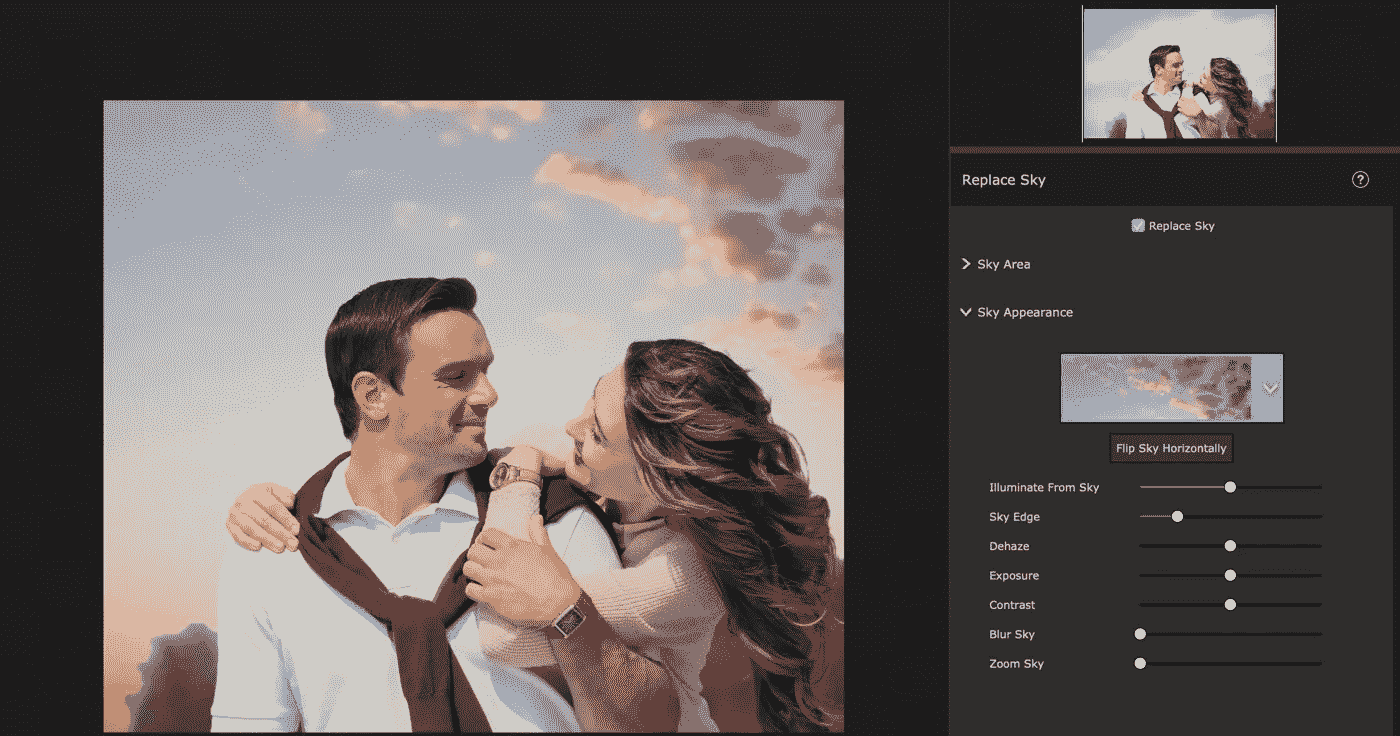 Replace Sky
?
Replace Sky
Sky Area
Sky Appearance
Flip Sky Horizontally
Illuminate From Sky
Sky Edge
Dehaze
Exposure
Contrast
Blur Sky
Zoom Sky